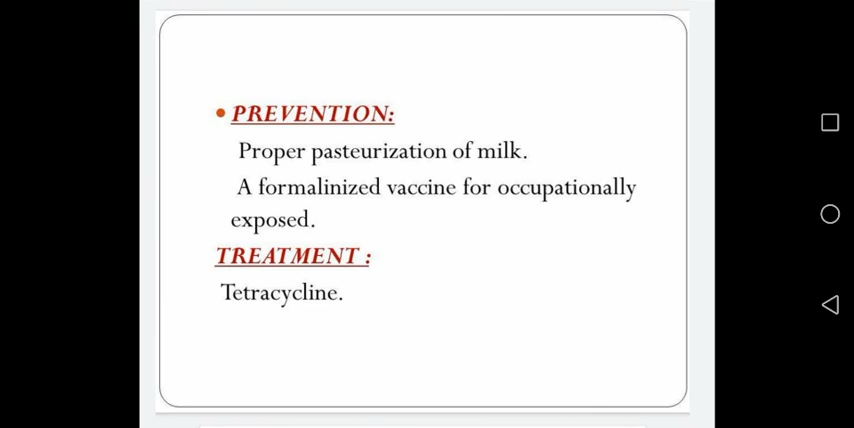 • PREVENTION:
Proper pasteurization of milk.
A formalinized vaccine for occupationally
exposed.
TREATMENT :
Tetracycline.